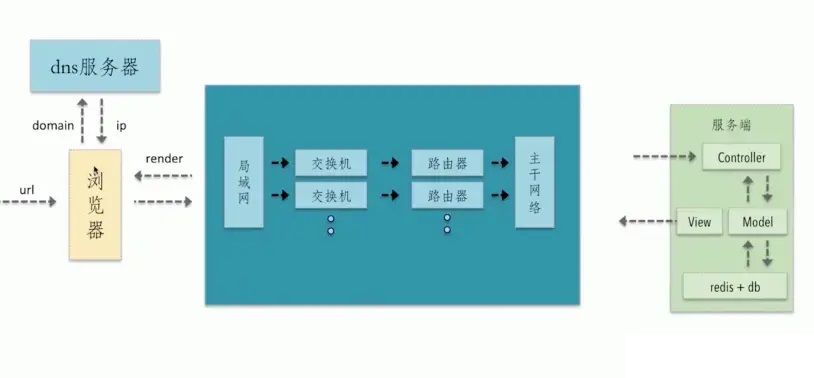 dns服务器
domain
ip
url
浏览器
render
局域网
交换机
路由器
交换机
路由器
主干网络
服务端
Controller
View
Model
redis + db